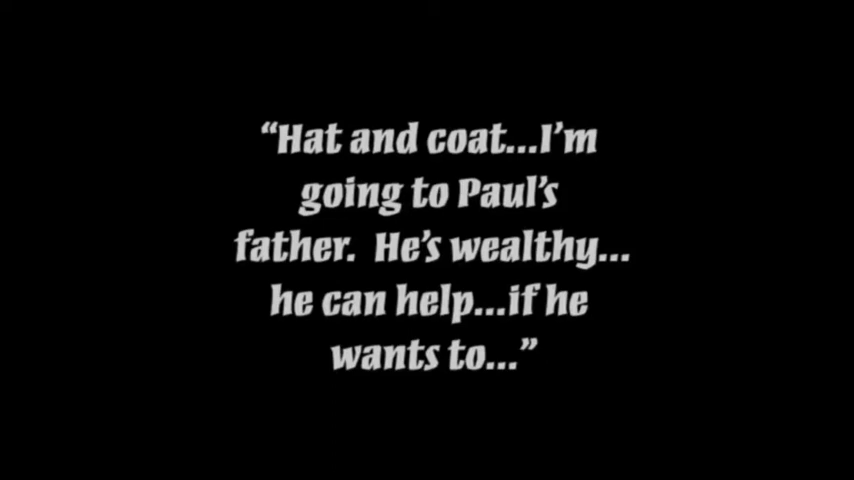 “Hat and coat...I’m
going to Paul’s
father.  He’s wealthy...
he can help...if he
wants to...”